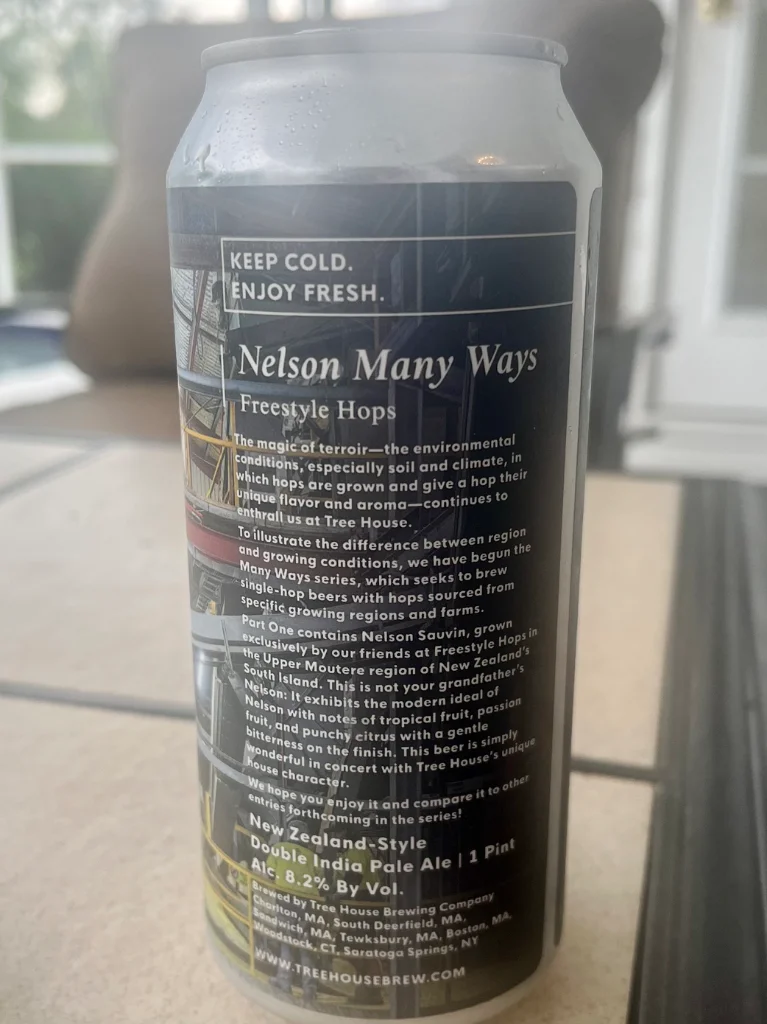 KEEP COLD.
ENJOY FRESH.
Nelson Many Ways
Freestyle Hops
The magic of terroir—the environmental
conditions, especially soil and climate, in
which hops are grown and give a hop their
unique flavor and aroma—continues to
enthrall us at Tree House.
To illustrate the difference between region
and growing conditions, we have begun the
Many Ways series, which seeks to brew
single-hop beers with hops sourced from
specific growing regions and farms.
Part One contains Nelson Sauvin, grown
exclusively by our friends at Freestyle Hops in
the Upper Moutere region of New Zealand's
South Island. This is not your grandfather's
Nelson: It exhibits the modern ideal of
Nelson with notes of tropical fruit, passion
fruit, and punchy citrus with a gentle
bitterness on the finish. This beer is simply
wonderful in concert with Tree House's unique
house character.
We hope you enjoy it and compare it to other
entries forthcoming in the series!
New Zealand-Style
Double India Pale Ale | 1 Pint
Alc. 8.2% By Vol.
Brewed by Tree House Brewing Company
Charlton, MA, South Deerfield, MA,
Sandwich, MA, Tewksbury, MA, Boston, MA,
Woodstock, CT, Saratoga Springs, NY
WWW.TREEHOUSEBREW.COM